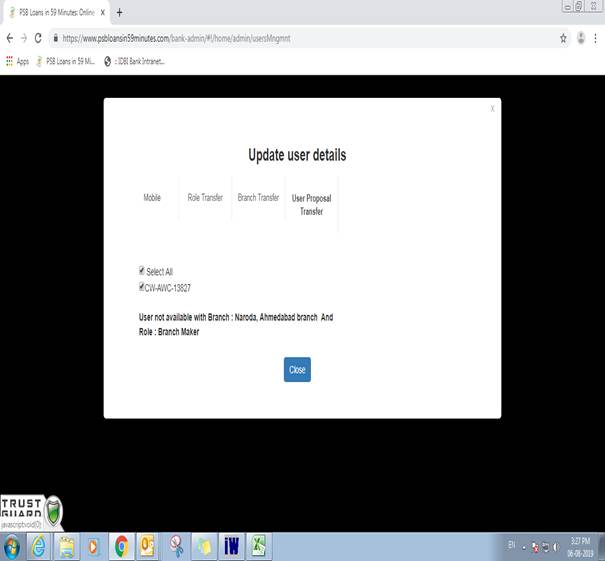 PSB Loans in 59 Minutes: Online
https://www.psbloansin59minutes.com/bank-admin/#!/home/admin/usersMngmnt
Apps PSB Loans in 59 Mi... :: IDBI Bank Intranet...
X
Update user details
Mobile Role Transfer Branch Transfer User Proposal
Transfer
Select All
CW-AWC-13827
User not available with Branch : Naroda, Ahmedabad branch And
Role : Branch Maker
Close
TRUST
GUARD
javascript:void(0)
EN
3:27 PM
06-08-2019